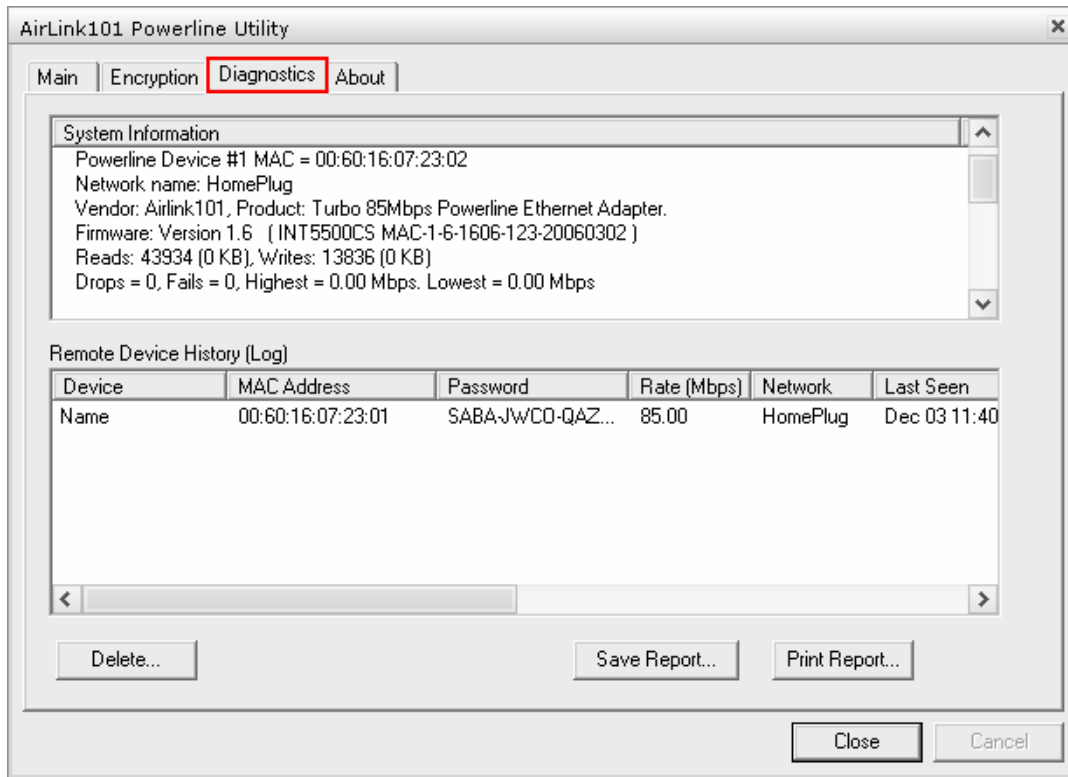 AirLink101 Powerline Utility
Main Encryption Diagnostics About
System Information
Powerline Device #1 MAC = 00:60:16:07:23:02
Network name: HomePlug
Vendor: Airlink101, Product: Turbo 85Mbps Powerline Ethernet Adapter.
Firmware: Version 1.6 ( INT5500CS MAC-1-6-1606-123-20060302 )
Reads: 43934 (0 KB), Writes: 13836 (0 KB)
Drops = 0, Fails = 0, Highest = 0.00 Mbps. Lowest = 0.00 Mbps
Remote Device History (Log)
Device MAC Address Password Rate (Mbps) Network Last Seen
Name 00:60:16:07:23:01 SABA-JWCO-QAZ... 85.00 HomePlug Dec 03 11:40
Delete... Save Report... Print Report...
Close Cancel